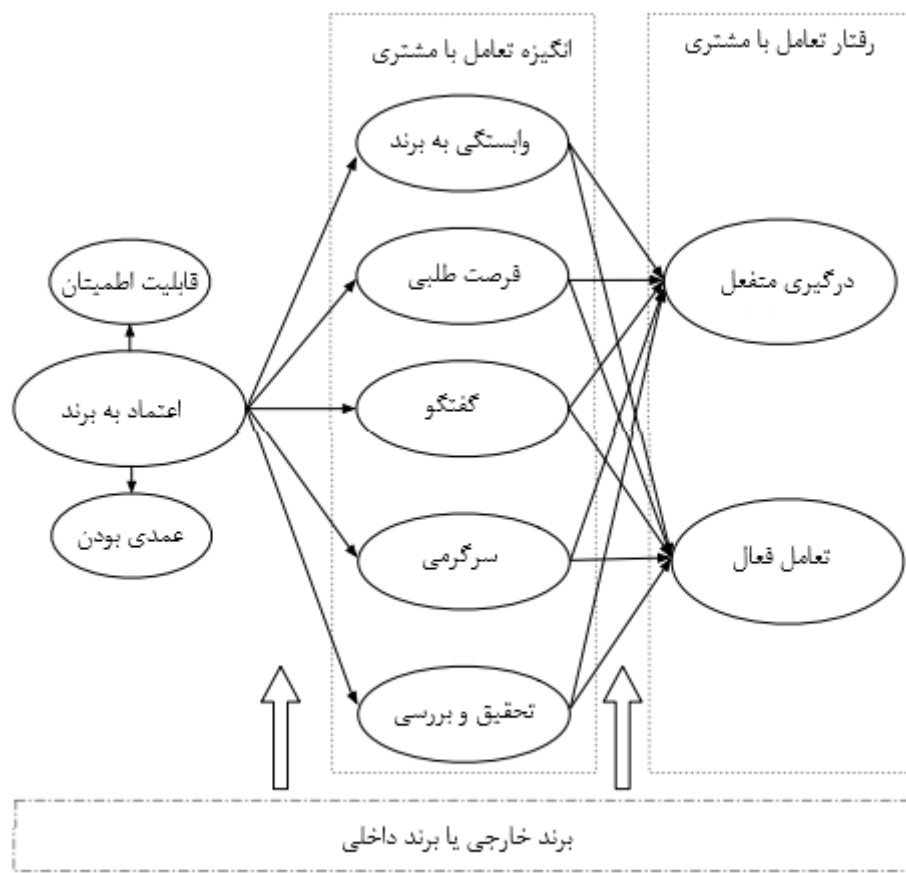 رفتار تعامل با مشتری
انگیزه تعامل با مشتری
وابستگی به برند
فرصت طلبی
درگیری منفعل
قابلیت اطمینان
گفتگو
اعتماد به برند
عمدی بودن
سرگرمی
تعامل فعال
تحقیق و بررسی
برند خارجی یا برند داخلی